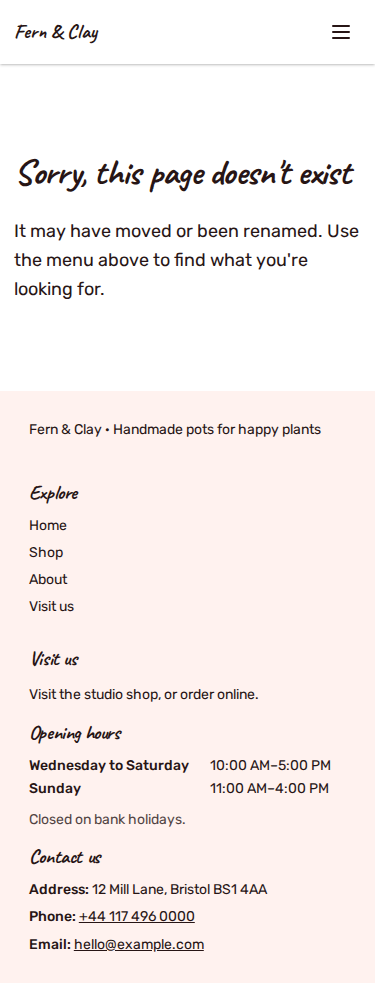 Fern & Clay
Sorry, this page doesn't exist
It may have moved or been renamed. Use
the menu above to find what you're
looking for.
Fern & Clay • Handmade pots for happy plants
Explore
Home
Shop
About
Visit us
Visit us
Visit the studio shop, or order online.
Opening hours
Wednesday to Saturday 10:00 AM–5:00 PM
Sunday 11:00 AM–4:00 PM
Closed on bank holidays.
Contact us
Address: 12 Mill Lane, Bristol BS1 4AA
Phone: +44 117 496 0000
Email: hello@example.com